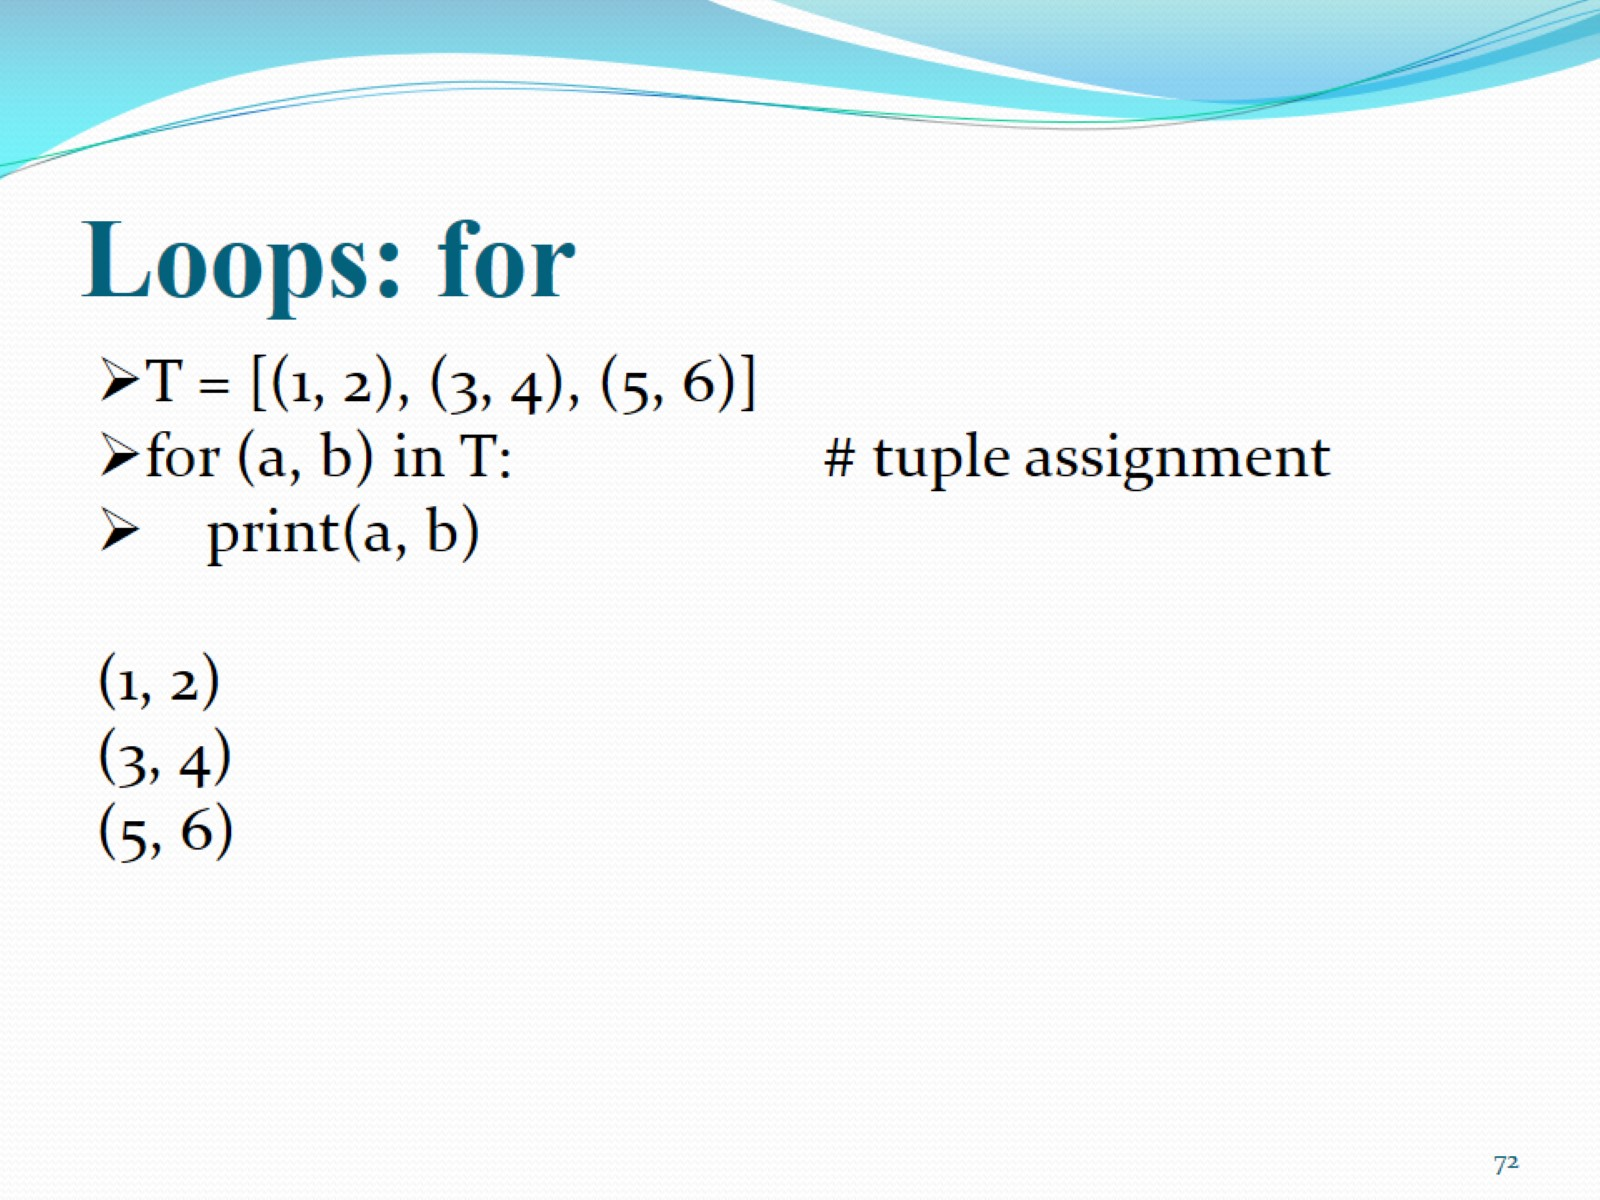 Loops: for
➢T = [(1, 2), (3, 4), (5, 6)]
➢for (a, b) in T: # tuple assignment
➢ print(a, b)
(1, 2)
(3, 4)
(5, 6)
72